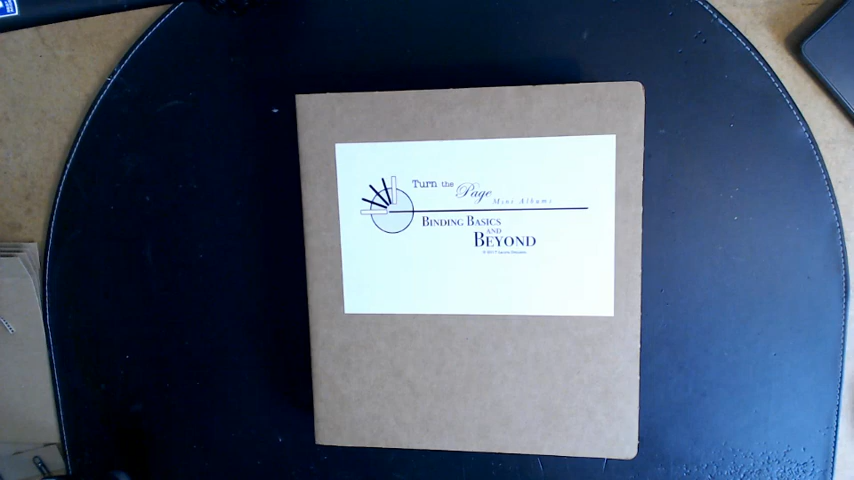 Turn the Page
Mini Albums
BINDING BASICS
AND
BEYOND